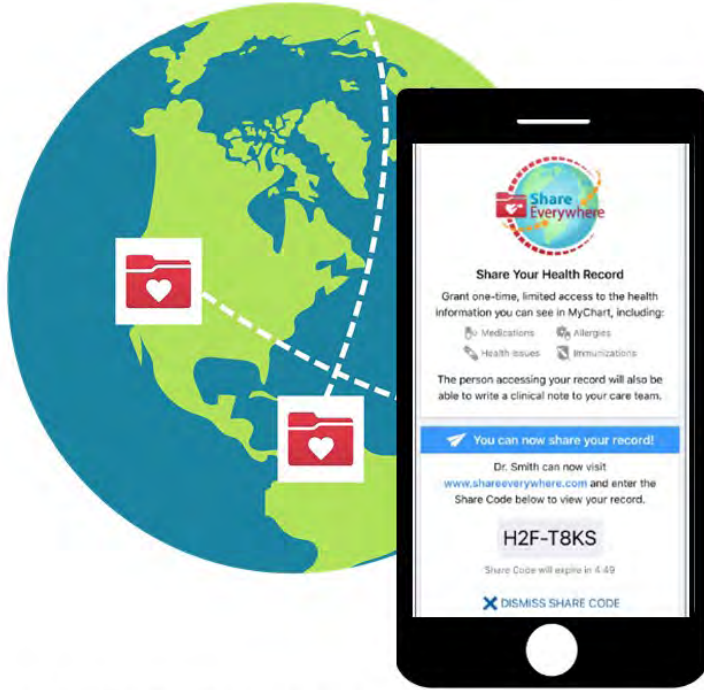 Share
Everywhere
Share Your Health Record
Grant one-time, limited access to the health
information you can see in MyChart, including:
Medications Allergies
Health issues Immunizations
The person accessing your record will also be
able to write a clinical note to your care team.
You can now share your record!
Dr. Smith can now visit
www.shareeverywhere.com and enter the
Share Code below to view your record.
H2F-T8KS
Share Code will expire in 4:49
DISMISS SHARE CODE